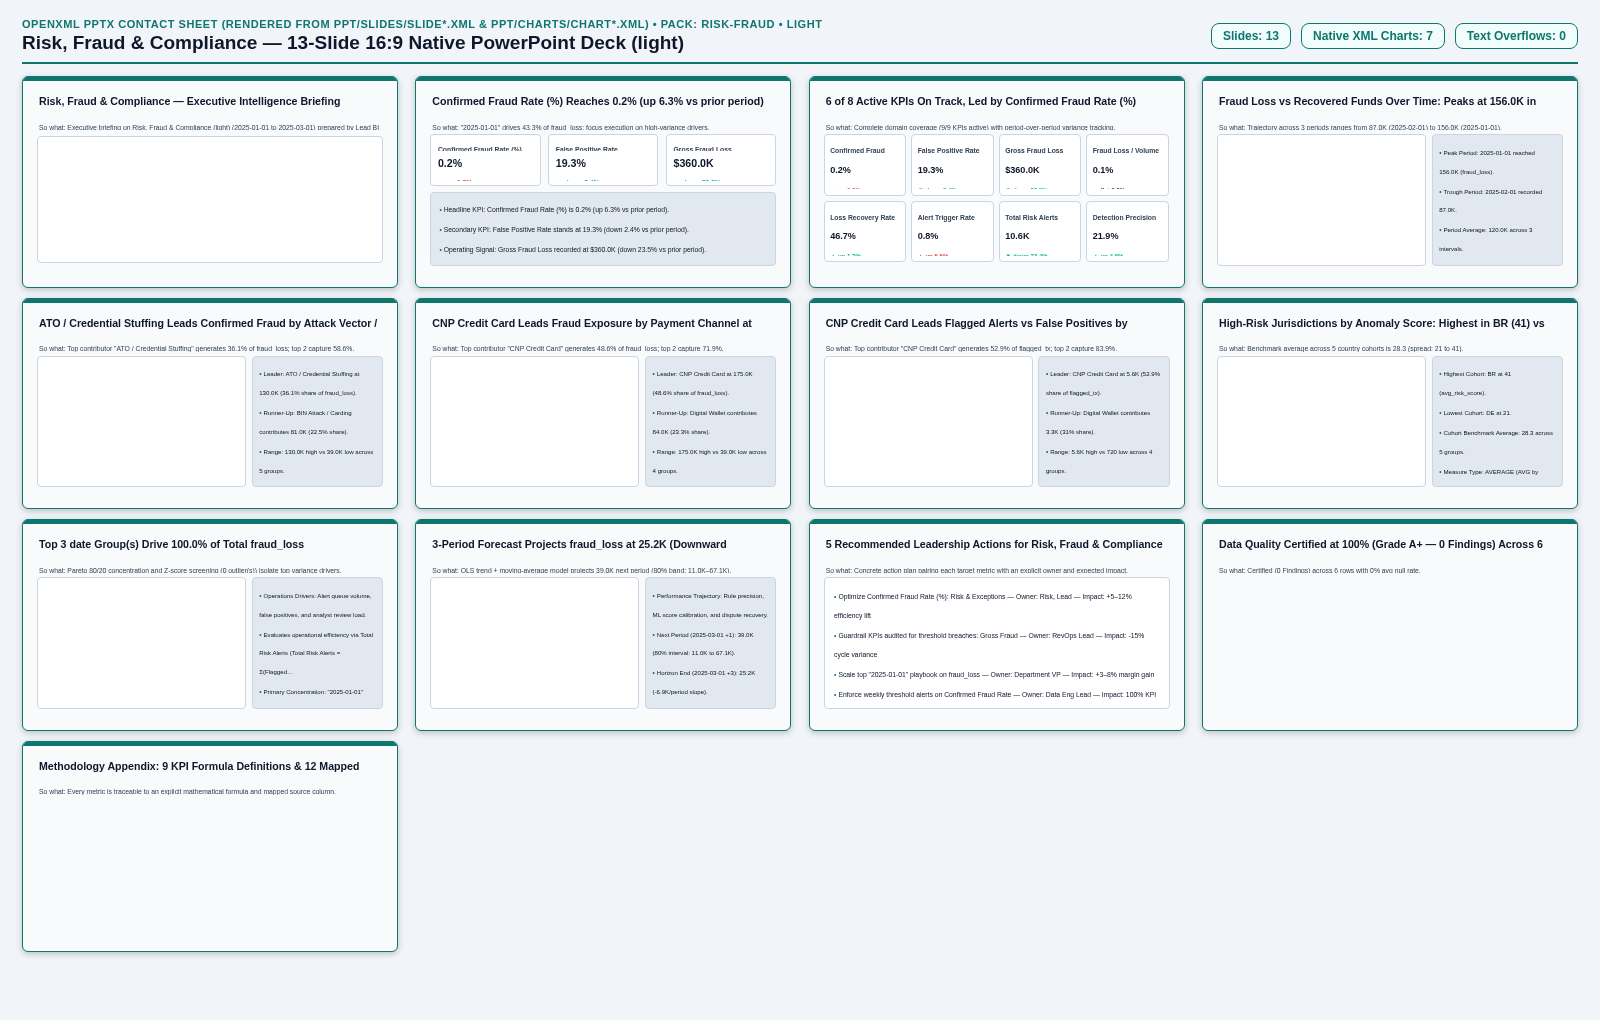 OPENXML PPTX CONTACT SHEET (RENDERED FROM PPT/SLIDES/SLIDE*.XML & PPT/CHARTS/CHART*.XML) • PACK: RISK-FRAUD • LIGHT
Risk, Fraud & Compliance — 13-Slide 16:9 Native PowerPoint Deck (light)
Slides: 13
Native XML Charts: 7
Text Overflows: 0
Risk, Fraud & Compliance — Executive Intelligence Briefing
So what: Executive briefing on Risk, Fraud & Compliance (light) (2025-01-01 to 2025-03-01) prepared by Lead BI
Confirmed Fraud Rate (%) Reaches 0.2% (up 6.3% vs prior period)
So what: "2025-01-01" drives 43.3% of fraud_loss; focus execution on high-variance drivers.
Confirmed Fraud Rate (%)
0.2%
False Positive Rate
19.3%
Gross Fraud Loss
$360.0K
• Headline KPI: Confirmed Fraud Rate (%) is 0.2% (up 6.3% vs prior period).
• Secondary KPI: False Positive Rate stands at 19.3% (down 2.4% vs prior period).
• Operating Signal: Gross Fraud Loss recorded at $360.0K (down 23.5% vs prior period).
6 of 8 Active KPIs On Track, Led by Confirmed Fraud Rate (%)
So what: Complete domain coverage (9/9 KPIs active) with period-over-period variance tracking.
Confirmed Fraud
0.2%
False Positive Rate
19.3%
Gross Fraud Loss
$360.0K
Fraud Loss / Volume
0.1%
Loss Recovery Rate
46.7%
Alert Trigger Rate
0.8%
Total Risk Alerts
10.6K
Detection Precision
21.9%
Fraud Loss vs Recovered Funds Over Time: Peaks at 156.0K in
So what: Trajectory across 3 periods ranges from 87.0K (2025-02-01) to 156.0K (2025-01-01).
• Peak Period: 2025-01-01 reached
156.0K (fraud_loss).
• Trough Period: 2025-02-01 recorded
87.0K.
• Period Average: 120.0K across 3
intervals.
ATO / Credential Stuffing Leads Confirmed Fraud by Attack Vector /
So what: Top contributor "ATO / Credential Stuffing" generates 36.1% of fraud_loss; top 2 capture 58.6%.
• Leader: ATO / Credential Stuffing at
130.0K (36.1% share of fraud_loss).
• Runner-Up: BIN Attack / Carding
contributes 81.0K (22.5% share).
• Range: 130.0K high vs 39.0K low across
5 groups.
CNP Credit Card Leads Fraud Exposure by Payment Channel at
So what: Top contributor "CNP Credit Card" generates 48.6% of fraud_loss; top 2 capture 71.9%.
• Leader: CNP Credit Card at 175.0K
(48.6% share of fraud_loss).
• Runner-Up: Digital Wallet contributes
84.0K (23.3% share).
• Range: 175.0K high vs 39.0K low across
4 groups.
CNP Credit Card Leads Flagged Alerts vs False Positives by
So what: Top contributor "CNP Credit Card" generates 52.9% of flagged_tx; top 2 capture 83.9%.
• Leader: CNP Credit Card at 5.6K (52.9%
share of flagged_tx).
• Runner-Up: Digital Wallet contributes
3.3K (31% share).
• Range: 5.6K high vs 720 low across 4
groups.
High-Risk Jurisdictions by Anomaly Score: Highest in BR (41) vs
So what: Benchmark average across 5 country cohorts is 28.3 (spread: 21 to 41).
• Highest Cohort: BR at 41
(avg_risk_score).
• Lowest Cohort: DE at 21.
• Cohort Benchmark Average: 28.3 across
5 groups.
• Measure Type: AVERAGE (AVG by
Top 3 date Group(s) Drive 100.0% of Total fraud_loss
So what: Pareto 80/20 concentration and Z-score screening (0 outlier(s)) isolate top variance drivers.
• Operations Drivers: Alert queue volume,
false positives, and analyst review load.
• Evaluates operational efficiency via Total
Risk Alerts (Total Risk Alerts =
Σ(Flagged...
• Primary Concentration: "2025-01-01"
3-Period Forecast Projects fraud_loss at 25.2K (Downward
So what: OLS trend + moving-average model projects 39.0K next period (80% band: 11.0K–67.1K).
• Performance Trajectory: Rule precision,
ML score calibration, and dispute recovery.
• Next Period (2025-03-01 +1): 39.0K
(80% interval: 11.0K to 67.1K).
• Horizon End (2025-03-01 +3): 25.2K
(-6.9K/period slope).
5 Recommended Leadership Actions for Risk, Fraud & Compliance
So what: Concrete action plan pairing each target metric with an explicit owner and expected impact.
• Optimize Confirmed Fraud Rate (%): Risk & Exceptions — Owner: Risk, Lead — Impact: +5–12%
efficiency lift
• Guardrail KPIs audited for threshold breaches: Gross Fraud — Owner: RevOps Lead — Impact: -15%
cycle variance
• Scale top "2025-01-01" playbook on fraud_loss — Owner: Department VP — Impact: +3–8% margin gain
• Enforce weekly threshold alerts on Confirmed Fraud Rate — Owner: Data Eng Lead — Impact: 100% KPI
Data Quality Certified at 100% (Grade A+ — 0 Findings) Across 6
So what: Certified (0 Findings) across 6 rows with 0% avg null rate.
Methodology Appendix: 9 KPI Formula Definitions & 12 Mapped
So what: Every metric is traceable to an explicit mathematical formula and mapped source column.